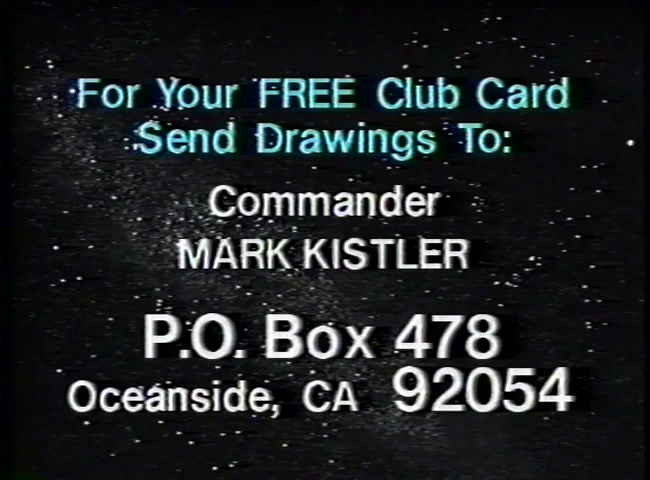 For Your FREE Club Card
Send Drawings To:
Commander
MARK KISTLER
P.O. Box 478
Oceanside, CA 92054